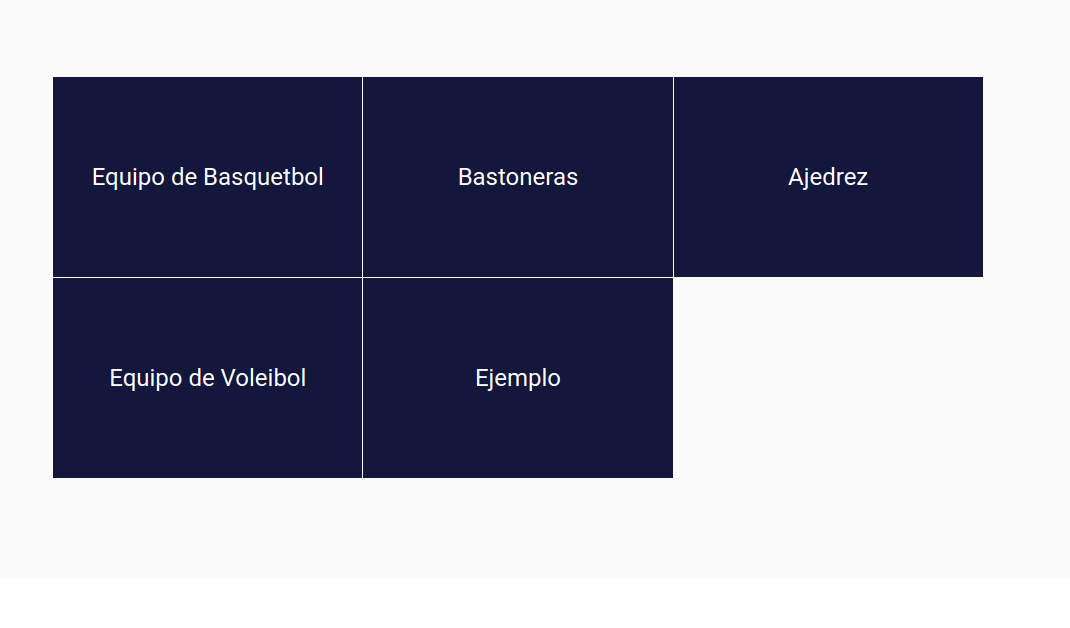 Equipo de Basquetbol
Bastoneras
Ajedrez
Equipo de Voleibol
Ejemplo